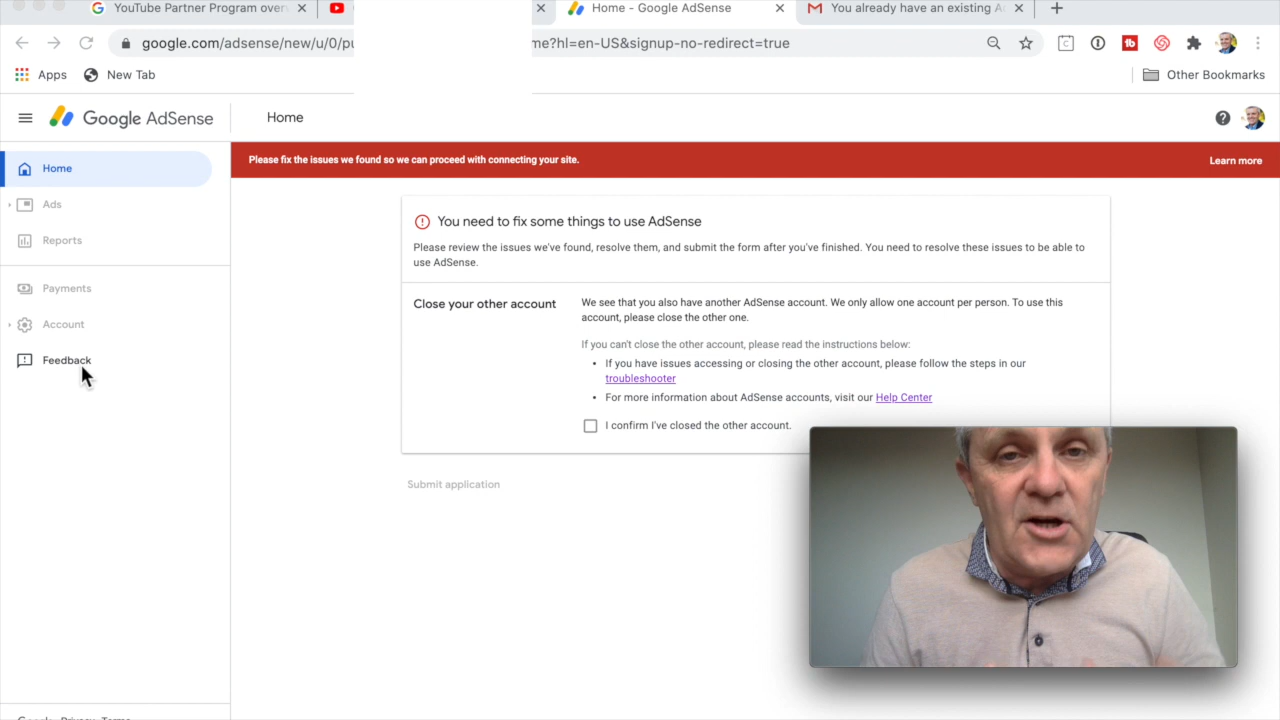 YouTube Partner Program over
Home - Google AdSense
You already have an existing A
google.com/adsense/new/u/0/pu
me?hl=en-US&signup-no-redirect=true
Apps
New Tab
Other Bookmarks
Google AdSense
Home
Home
Please fix the issues we found so we can proceed with connecting your site.
Learn more
Ads
Reports
Payments
Account
Feedback
You need to fix some things to use AdSense
Please review the issues we've found, resolve them, and submit the form after you've finished. You need to resolve these issues to be able to
use AdSense.
Close your other account
We see that you also have another AdSense account. We only allow one account per person. To use this
account, please close the other one.
If you can't close the other account, please read the instructions below:
• If you have issues accessing or closing the other account, please follow the steps in our
troubleshooter
• For more information about AdSense accounts, visit our Help Center
I confirm I've closed the other account.
Submit application